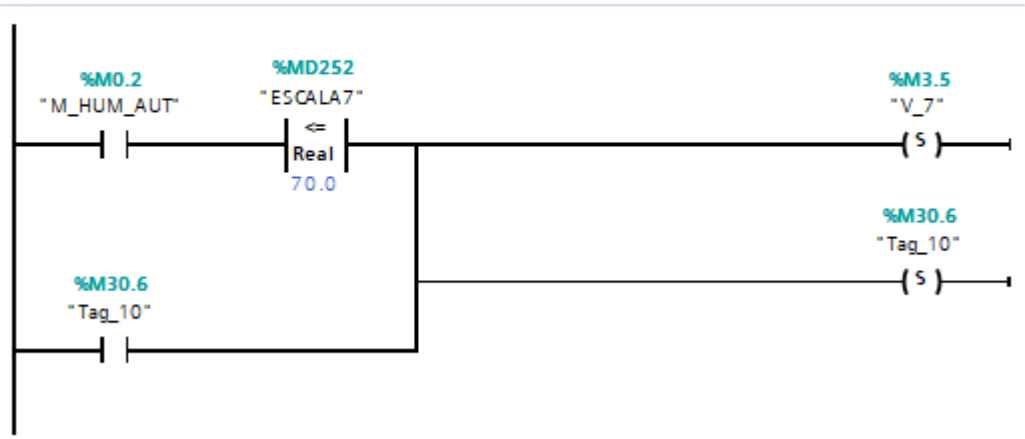 %M0.2
"M_HUM_AUT"
%MD252
"ESCALA7"
<=
Real
70.0
%M3.5
"V_7"
S
%M30.6
"Tag_10"
S
%M30.6
"Tag_10"